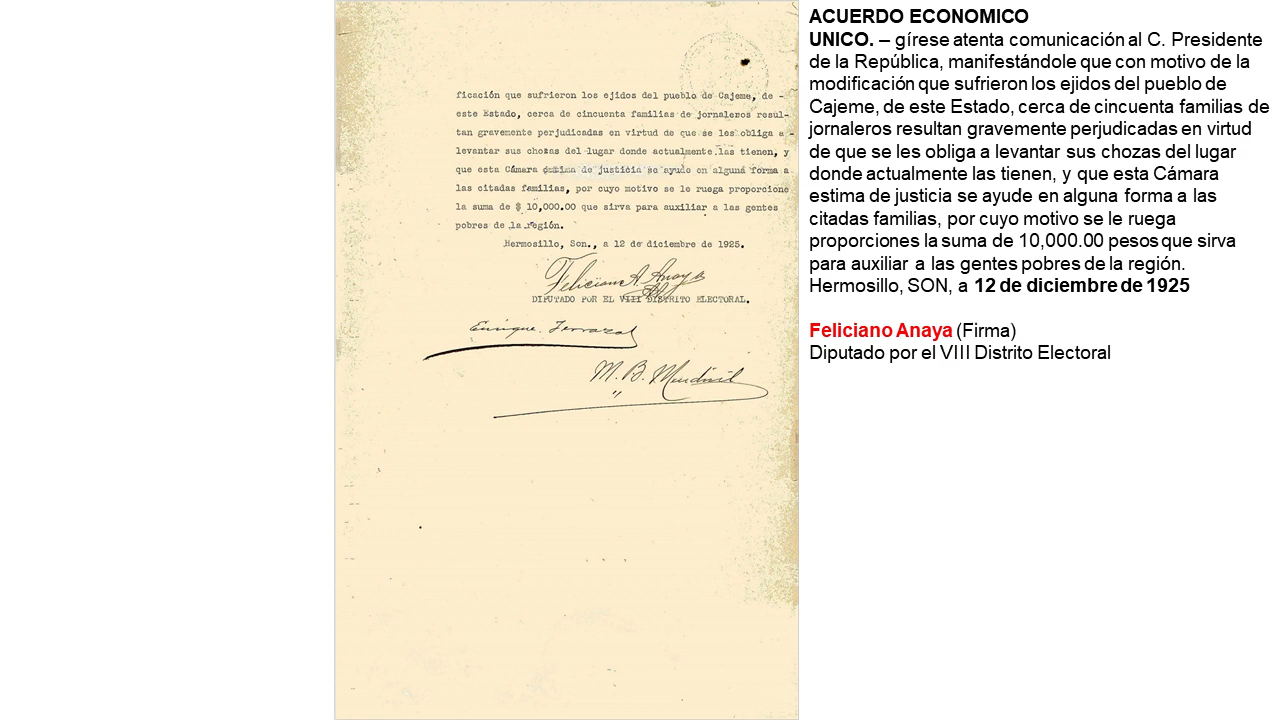 ficación que sufrieron los ejidos del pueblo de Cajeme, de -
este Estado, cerca de cincuenta familias de jornaleros resul-
tan gravemente perjudicadas en virtud de que se les obliga a -
levantar sus chozas del lugar donde actualmente las tienen, y
que esta Cámara estima de justicia se ayude en alguna forma a
las citadas familias, por cuyo motivo se le ruega proporcione
la suma de $ 10,000.00 que sirva para auxiliar a las gentes
pobres de la región.
Hermosillo, Son., a 12 de diciembre de 1925.
Feliciano A. Anaya
DIPUTADO POR EL VIII DISTRITO ELECTORAL.
Enrique
M. B. Mendivil
ACUERDO ECONOMICO
UNICO. – gírese atenta comunicación al C. Presidente
de la República, manifestándole que con motivo de la
modificación que sufrieron los ejidos del pueblo de
Cajeme, de este Estado, cerca de cincuenta familias de
jornaleros resultan gravemente perjudicadas en virtud
de que se les obliga a levantar sus chozas del lugar
donde actualmente las tienen, y que esta Cámara
estima de justicia se ayude en alguna forma a las
citadas familias, por cuyo motivo se le ruega
proporciones la suma de 10,000.00 pesos que sirva
para auxiliar a las gentes pobres de la región.
Hermosillo, SON, a 12 de diciembre de 1925
Feliciano Anaya (Firma)
Diputado por el VIII Distrito Electoral